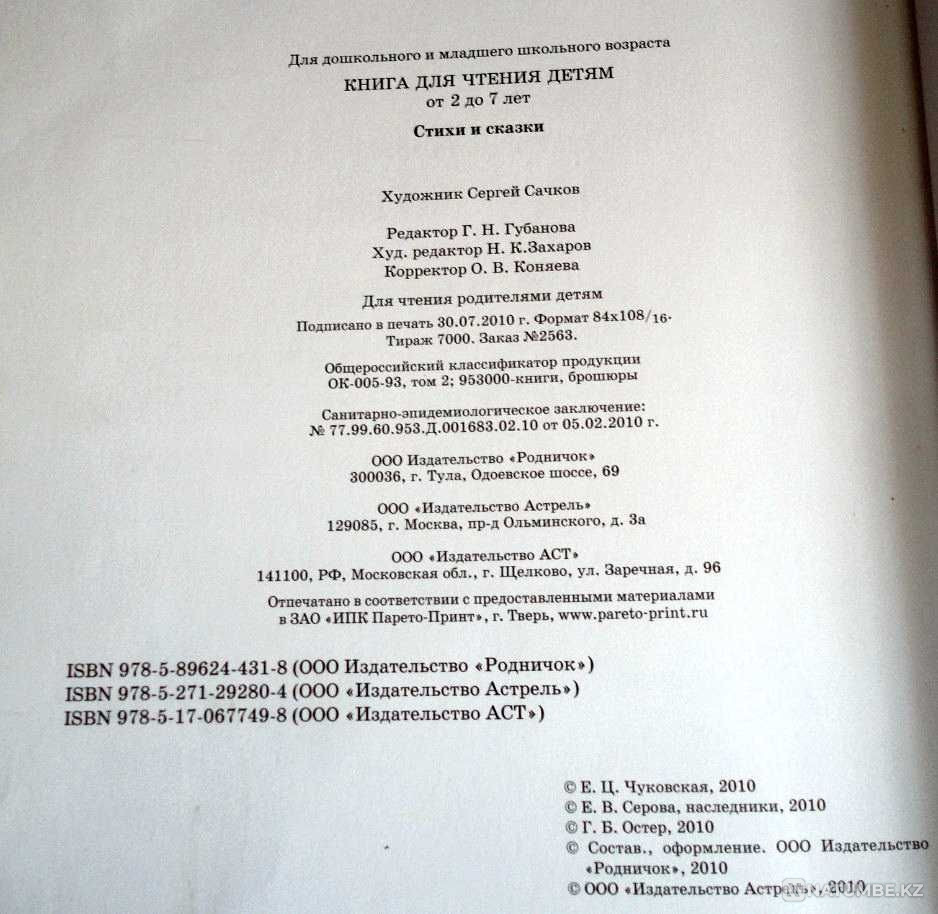 Для дошкольного и младшего школьного возраста
КНИГА ДЛЯ ЧТЕНИЯ ДЕТЯМ
от 2 до 7 лет
Стихи и сказки
Художник Сергей Сачков
Редактор Г. Н. Губанова
Худ. редактор Н. К.Захаров
Корректор О. В. Коняева
Для чтения родителями детям
Подписано в печать 30.07.2010 г. Формат 84х108/16.
Тираж 7000. Заказ №2563.
Общероссийский классификатор продукции
ОК-005-93, том 2; 953000-книги, брошюры
Санитарно-эпидемиологическое заключение:
№ 77.99.60.953.Д.001683.02.10 от 05.02.2010 г.
ООО Издательство «Родничок»
300036, г. Тула, Одоевское шоссе, 69
ООО «Издательство Астрель»
129085, г. Москва, пр-д Ольминского, д. 3а
ООО «Издательство АСТ»
141100, РФ, Московская обл., г. Щелково, ул. Заречная, д. 96
Отпечатано в соответствии с предоставленными материалами
в ЗАО «ИПК Парето-Принт», г. Тверь, www.pareto-print.ru
ISBN 978-5-89624-431-8 (ООО Издательство «Родничок»)
ISBN 978-5-271-29280-4 (ООО «Издательство Астрель»)
ISBN 978-5-17-067749-8 (ООО «Издательство АСТ»)
© Е. Ц. Чуковская, 2010
© Е. В. Серова, наследники, 2010
© Г. Б. Остер, 2010
© Состав., оформление. ООО Издательство
«Родничок», 2010
© ООО «Издательство Астрель», 2010